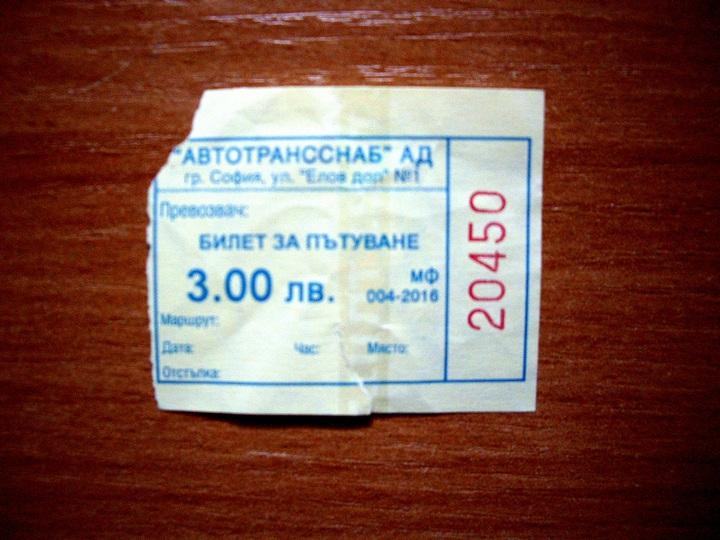 "АВТОТРАНССНАБ" АД
гр. София, ул. "Елов дор" №1
Превозвач:
БИЛЕТ ЗА ПЪТУВАНЕ
3.00 лв.
МФ
004-2016
Маршрут:
Дата: Час: Място:
Отстъпка:
20450